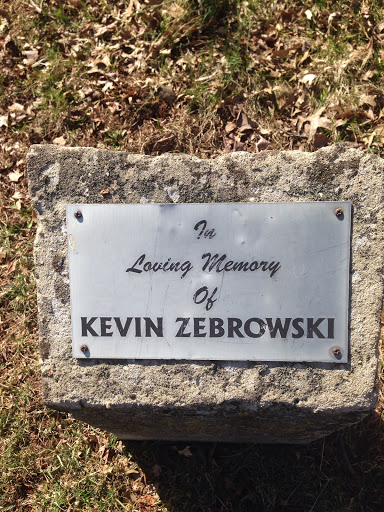 In
Loving Memory
Of
KEVIN ZEBROWSKI